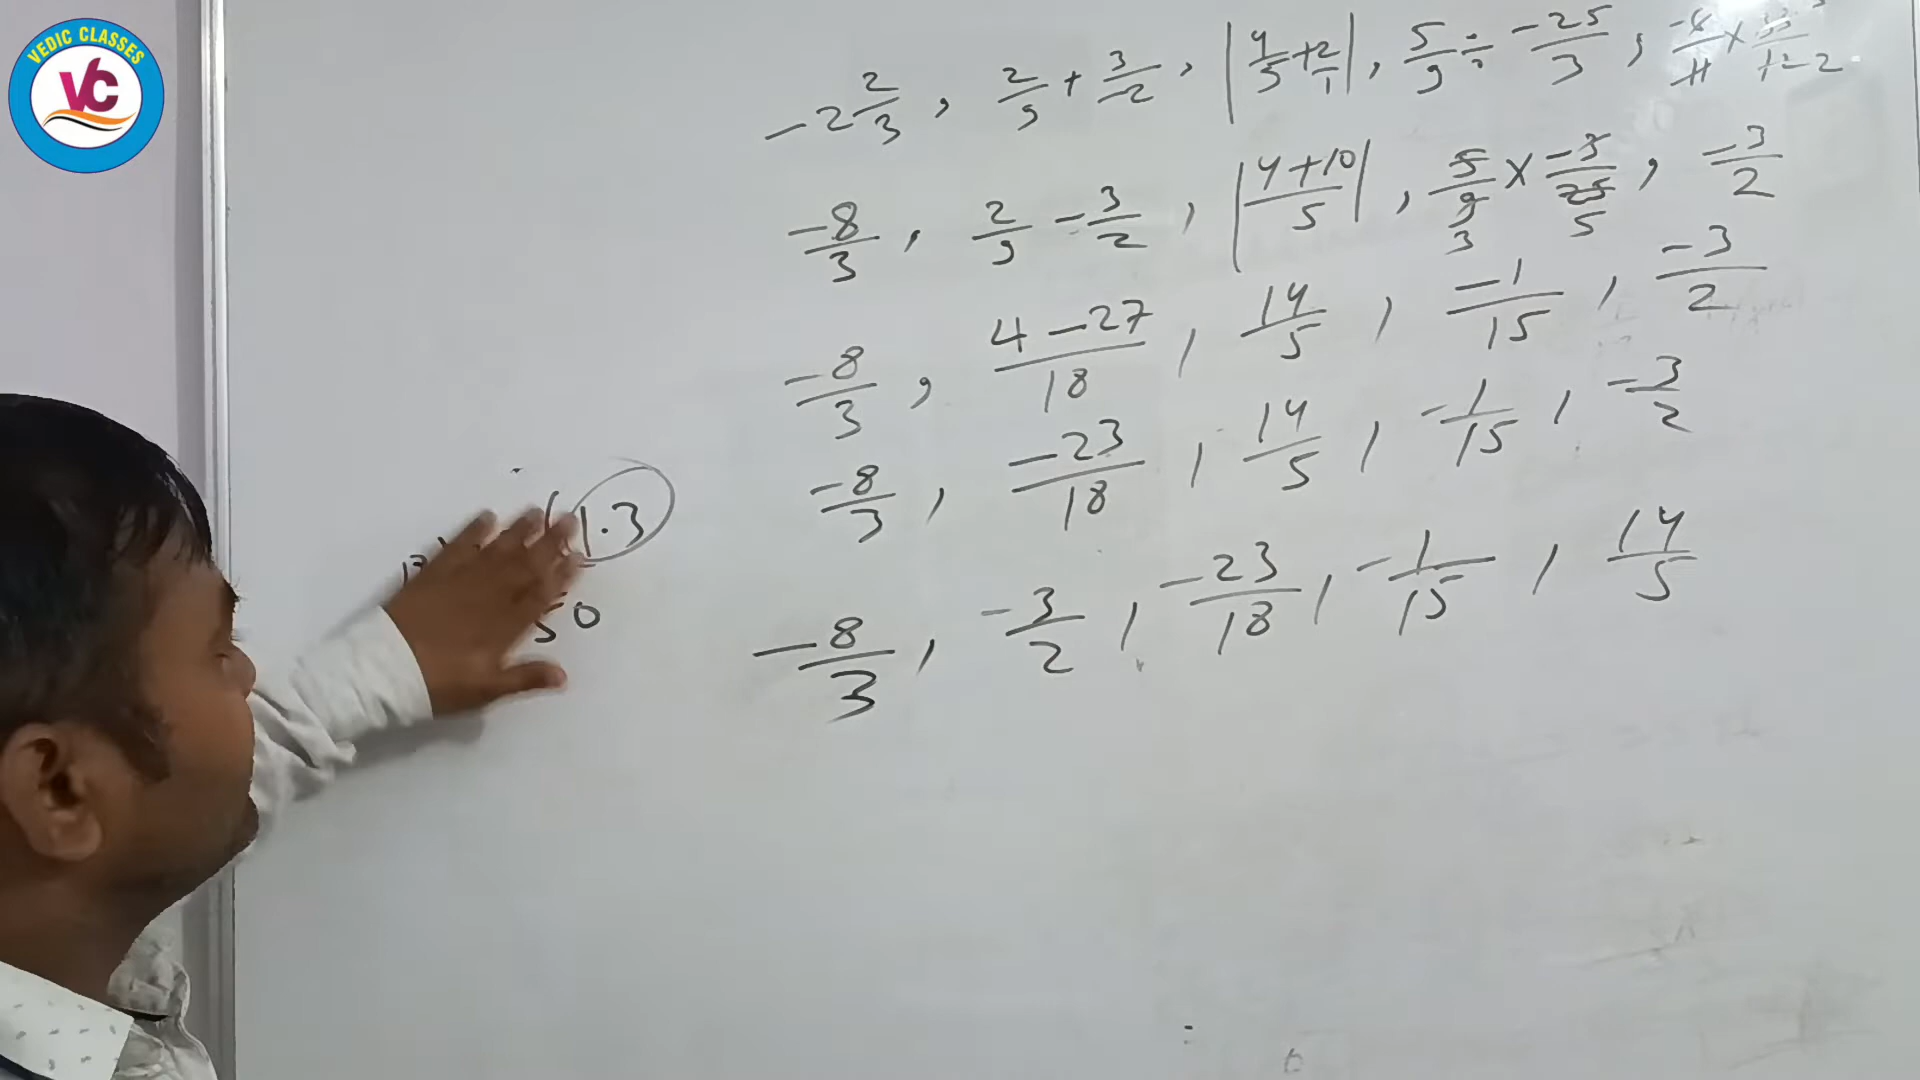 VEDIC CLASSES
VC
-2 2/3, 2/9 + 3/-2, |4/5 + 2/1|, 5/9 ÷ -25/3,
-8/3, 2/9 - 3/2, |4+10/5|, 5/9 × -3/25, -3/2
3 5
-8/3, 4-27/18, 14/5, -1/15, -3/2
-8/3, -23/18, 14/5, -1/15, -3/2
-8/3, -3/2, -23/18, -1/15, 14/5
(1.3
50